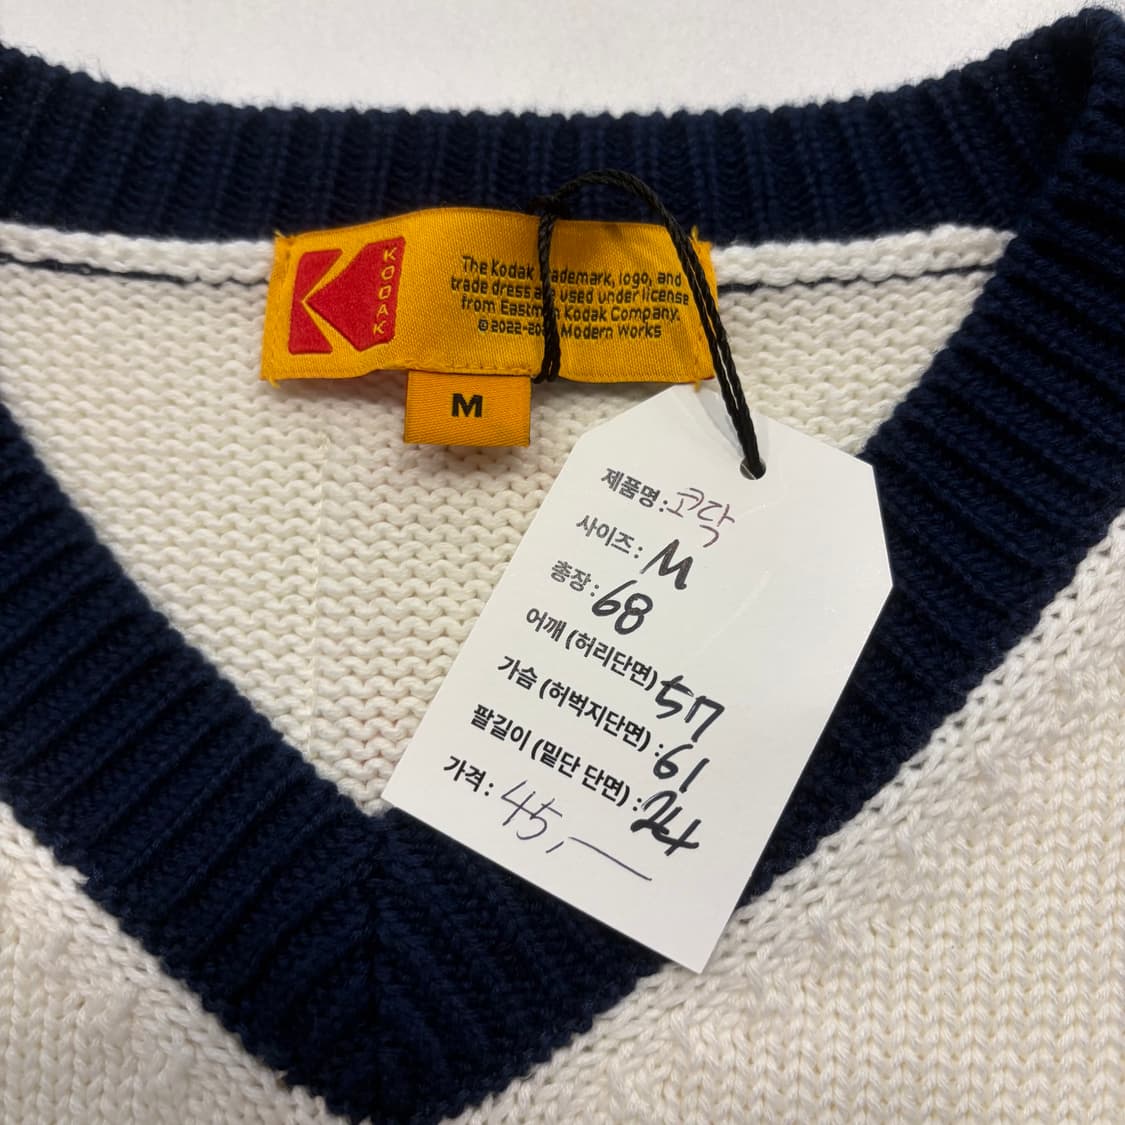 KODAK
The Kodak trademark, logo, and
trade dress are used under license
from Eastman Kodak Company.
©2022-202 Modern Works
M
제품명: 코닥
사이즈: M
총장: 68
어깨 (허리단면) 57
가슴 (허벅지단면) : 61
팔길이 (밑단 단면) : 24
가격 : 45,—